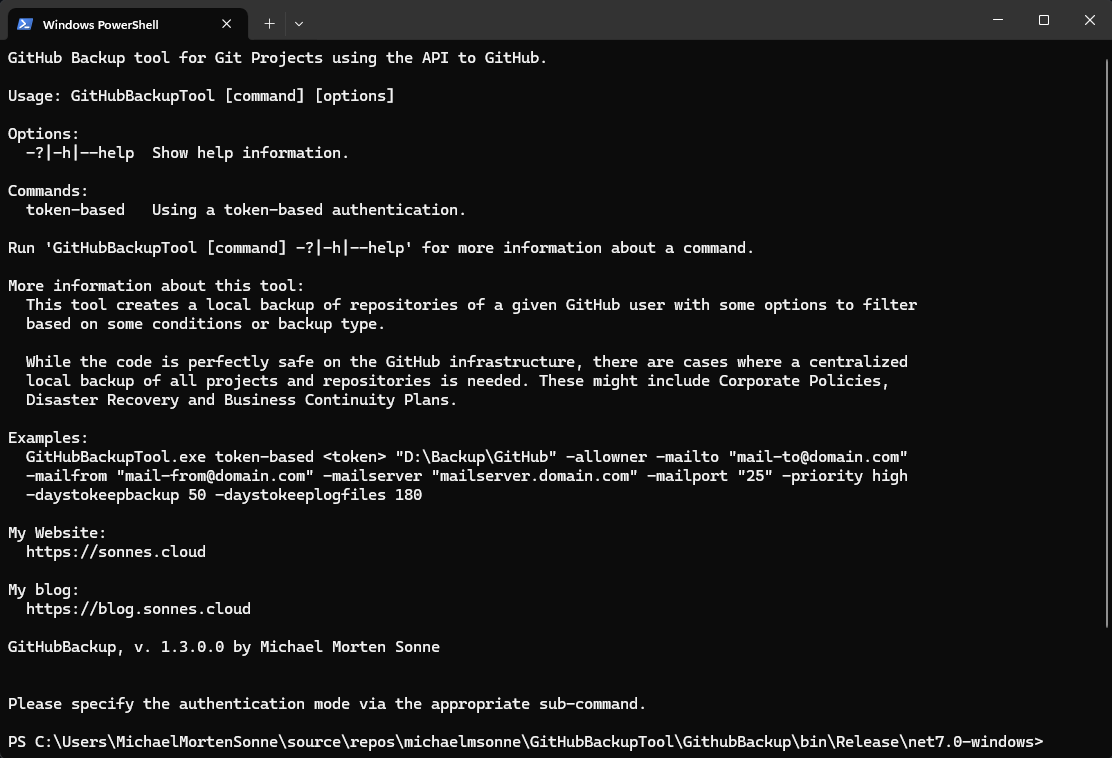 Windows PowerShell
GitHub Backup tool for Git Projects using the API to GitHub.
Usage: GitHubBackupTool [command] [options]
Options:
-?|-h|--help  Show help information.
Commands:
token-based   Using a token-based authentication.
Run 'GitHubBackupTool [command] -?|-h|--help' for more information about a command.
More information about this tool:
This tool creates a local backup of repositories of a given GitHub user with some options to filter
based on some conditions or backup type.
While the code is perfectly safe on the GitHub infrastructure, there are cases where a centralized
local backup of all projects and repositories is needed. These might include Corporate Policies,
Disaster Recovery and Business Continuity Plans.
Examples:
GitHubBackupTool.exe token-based <token> "D:\Backup\GitHub" -allowner -mailto "mail-to@domain.com"
-mailfrom "mail-from@domain.com" -mailserver "mailserver.domain.com" -mailport "25" -priority high
-daystokeepbackup 50 -daystokeeplogfiles 180
My Website:
https://sonnes.cloud
My blog:
https://blog.sonnes.cloud
GitHubBackup, v. 1.3.0.0 by Michael Morten Sonne
Please specify the authentication mode via the appropriate sub-command.
PS C:\Users\MichaelMortenSonne\source\repos\michaelmsonne\GitHubBackupTool\GithubBackup\bin\Release\net7.0-windows>